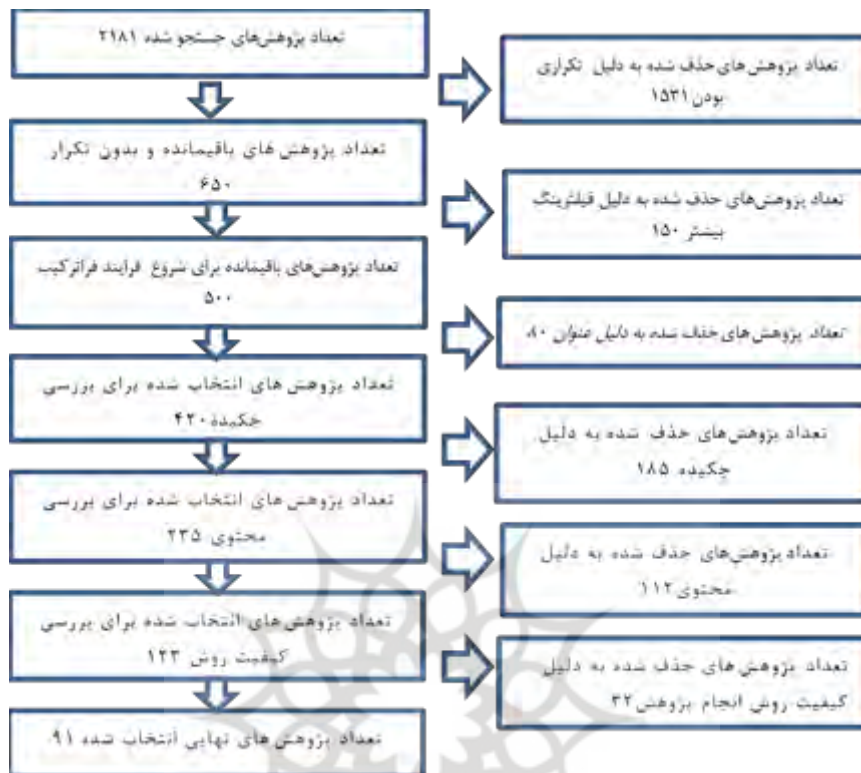 تعداد پژوهش‌های جستجو شده ۲۱۸۱
تعداد پژوهش‌های حذف شده به دلیل تکراری
بودن ۱۵۳۱
تعداد پژوهش های باقیمانده و بدون تکرار
۶۵۰
تعداد پژوهش‌های حذف شده به دلیل فیلترینگ
بیشتر ۱۵۰
تعداد پژوهش‌های باقیمانده برای شروع فرایند فراترکیب
۵۰۰
تعداد پژوهش‌های حذف شده به دلیل عنوان ۸۰
تعداد پژوهش های انتخاب شده برای بررسی
چکیده ۴۲۰
تعداد پژوهش‌های حذف شده به دلیل
چکیده ۱۸۵
تعداد پژوهش های انتخاب شده برای بررسی
محتوی ۲۳۵
تعداد پژوهش‌های حذف شده به دلیل
محتوی ۱۱۲
تعداد پژوهش های انتخاب شده برای بررسی
کیفیت روش ۱۲۳
تعداد پژوهش های حذف شده به دلیل
کیفیت روش انجام پژوهش ۳۲
تعداد پژوهش های نهایی انتخاب شده ۹۱